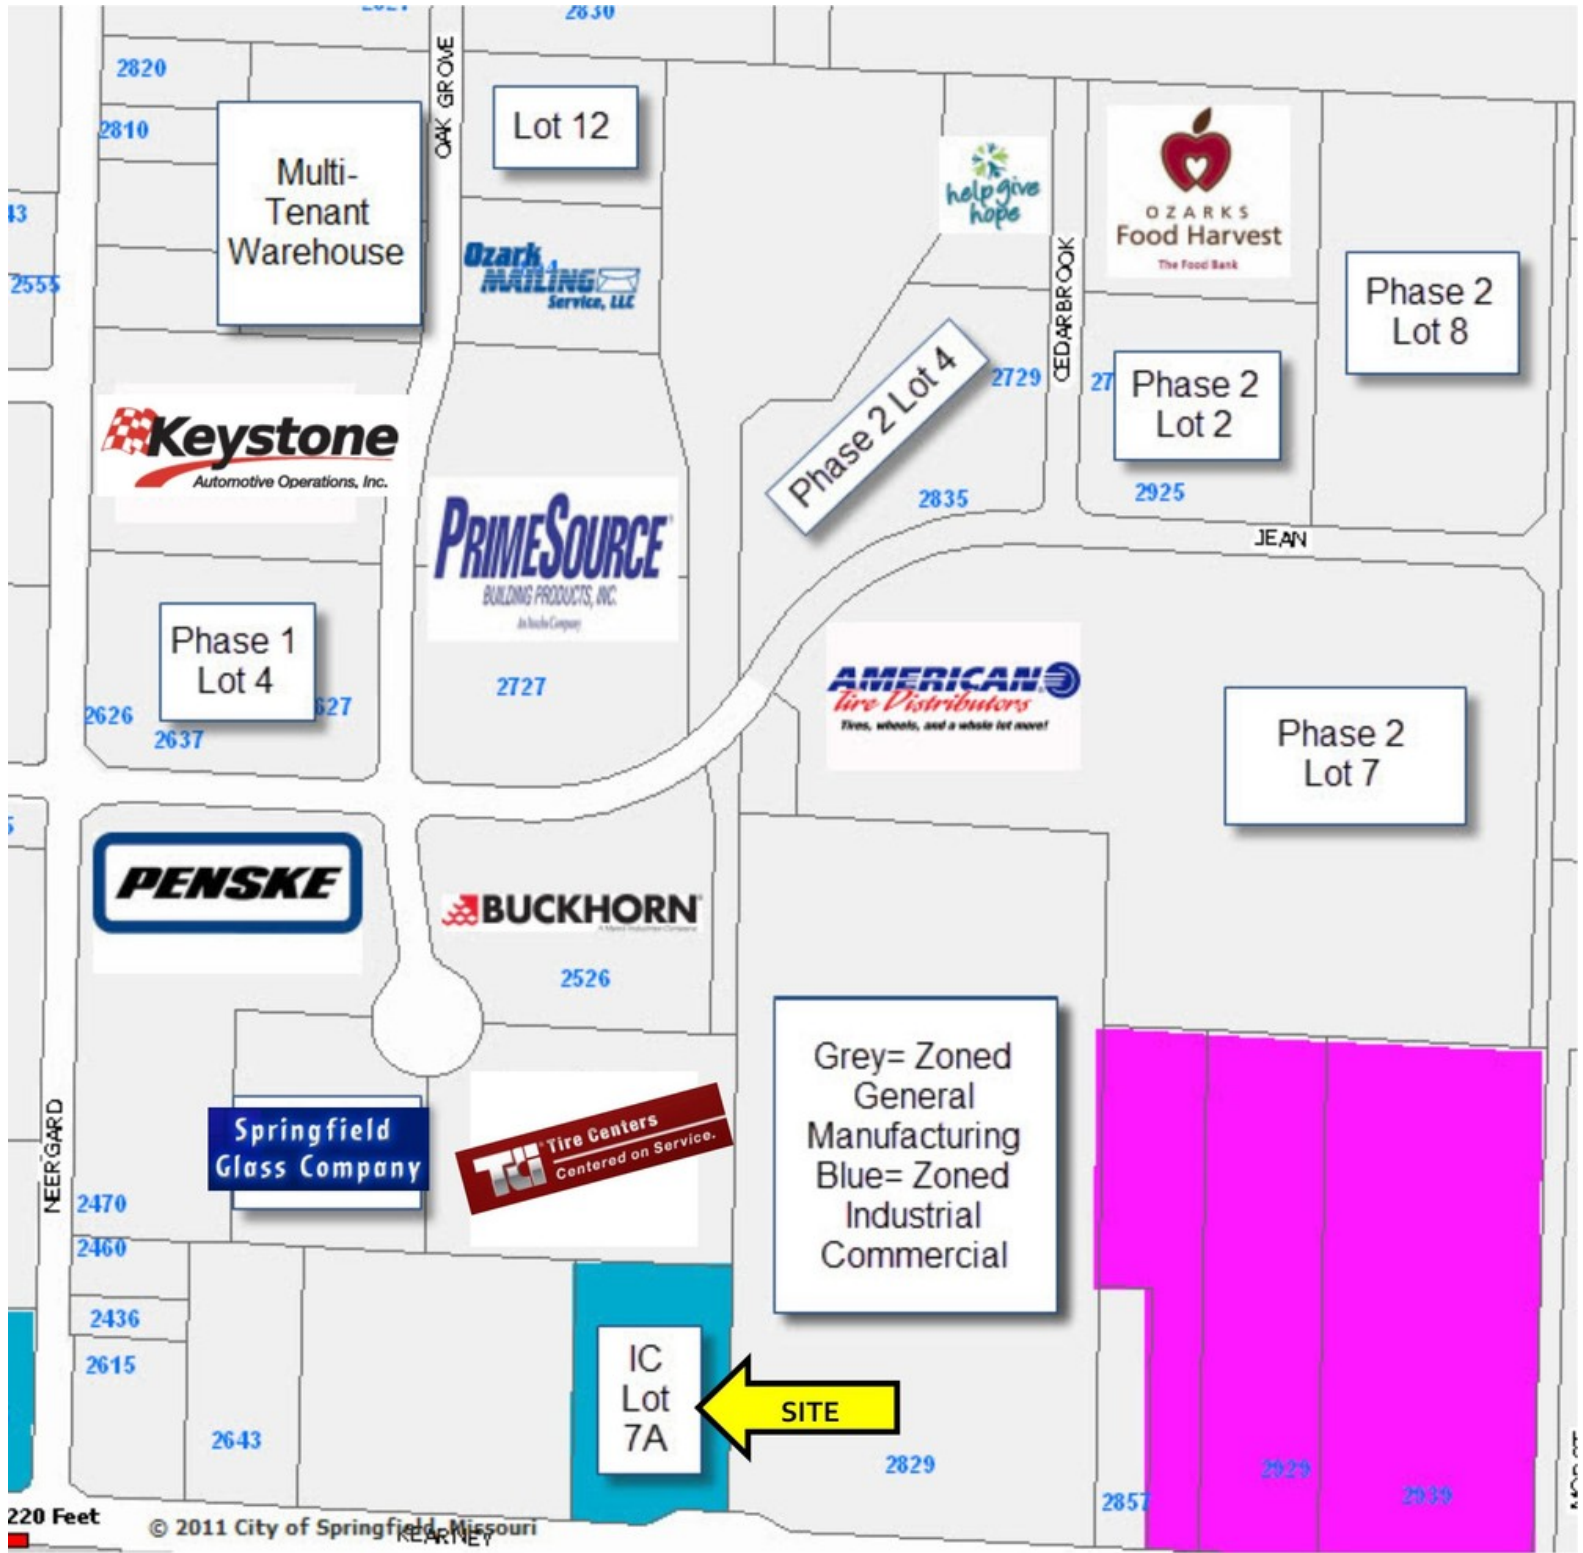 2830
2820
OAK GROVE
Lot 12
2810
Multi-
Tenant
Warehouse
help give
hope
OZARKS
Food Harvest
The Food Bank
43
2555
Ozark
MAILING
Service, LLC
CEDARBROOK
Phase 2
Lot 8
Phase 2 Lot 4
2729
27
Phase 2
Lot 2
Keystone
Automotive Operations, Inc.
2835
2925
JEAN
PRIMESOURCE
BUILDING PRODUCTS, INC.
Phase 1
Lot 4
2727
2626
627
2637
AMERICAN
Tire Distributors
Tires, wheels, and a whole lot more!
Phase 2
Lot 7
PENSKE
BUCKHORN
2526
Grey= Zoned
General
Manufacturing
Blue= Zoned
Industrial
Commercial
NEERGARD
Springfield
Glass Company
TCi Tire Centers
Centered on Service.
2470
2460
2436
2615
IC
Lot
7A
SITE
2643
2829
2857
2929
2939
220 Feet
© 2011 City of Springfield, Missouri
KEARNEY